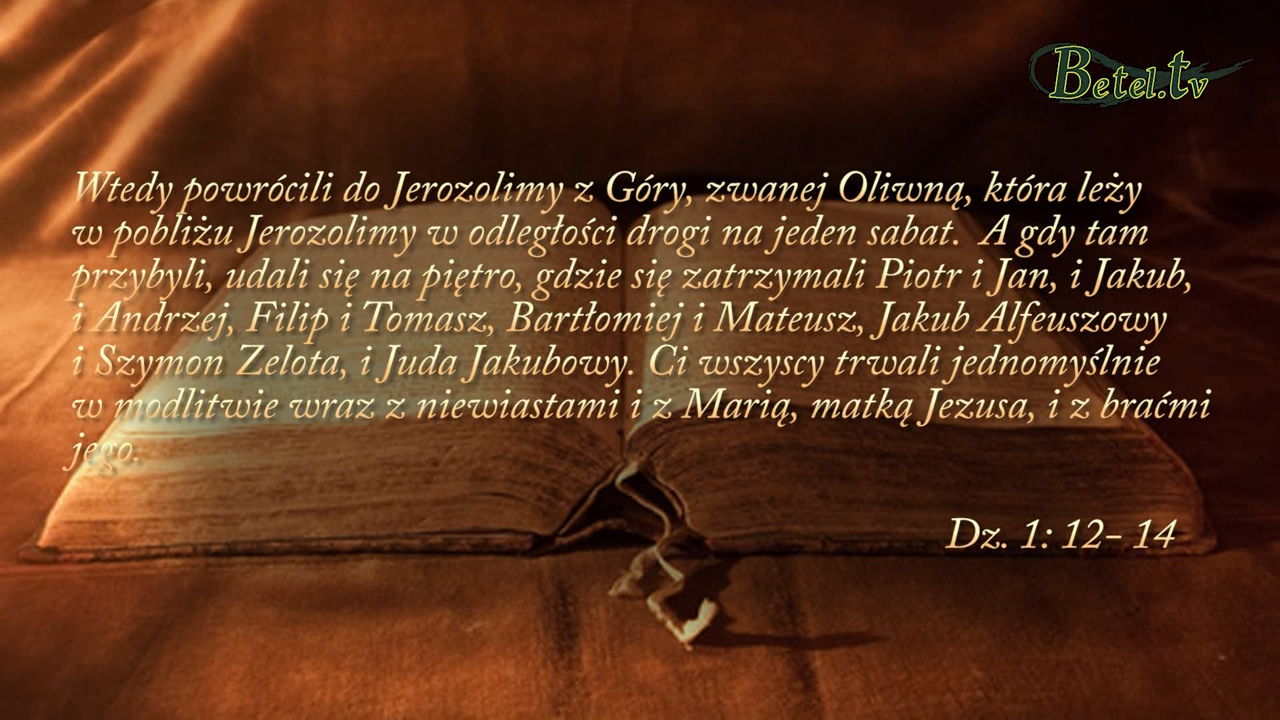 Betel.tv
Wtedy powrócili do Jerozolimy z Góry, zwanej Oliwną, która leży
w pobliżu Jerozolimy w odległości drogi na jeden sabat.  A gdy tam
przybyli, udali się na piętro, gdzie się zatrzymali Piotr i Jan, i Jakub,
i Andrzej, Filip i Tomasz, Bartłomiej i Mateusz, Jakub Alfeuszowy
i Szymon Zelota, i Juda Jakubowy. Ci wszyscy trwali jednomyślnie
w modlitwie wraz z niewiastami i z Marią, matką Jezusa, i z braćmi
jego.
Dz. 1: 12- 14